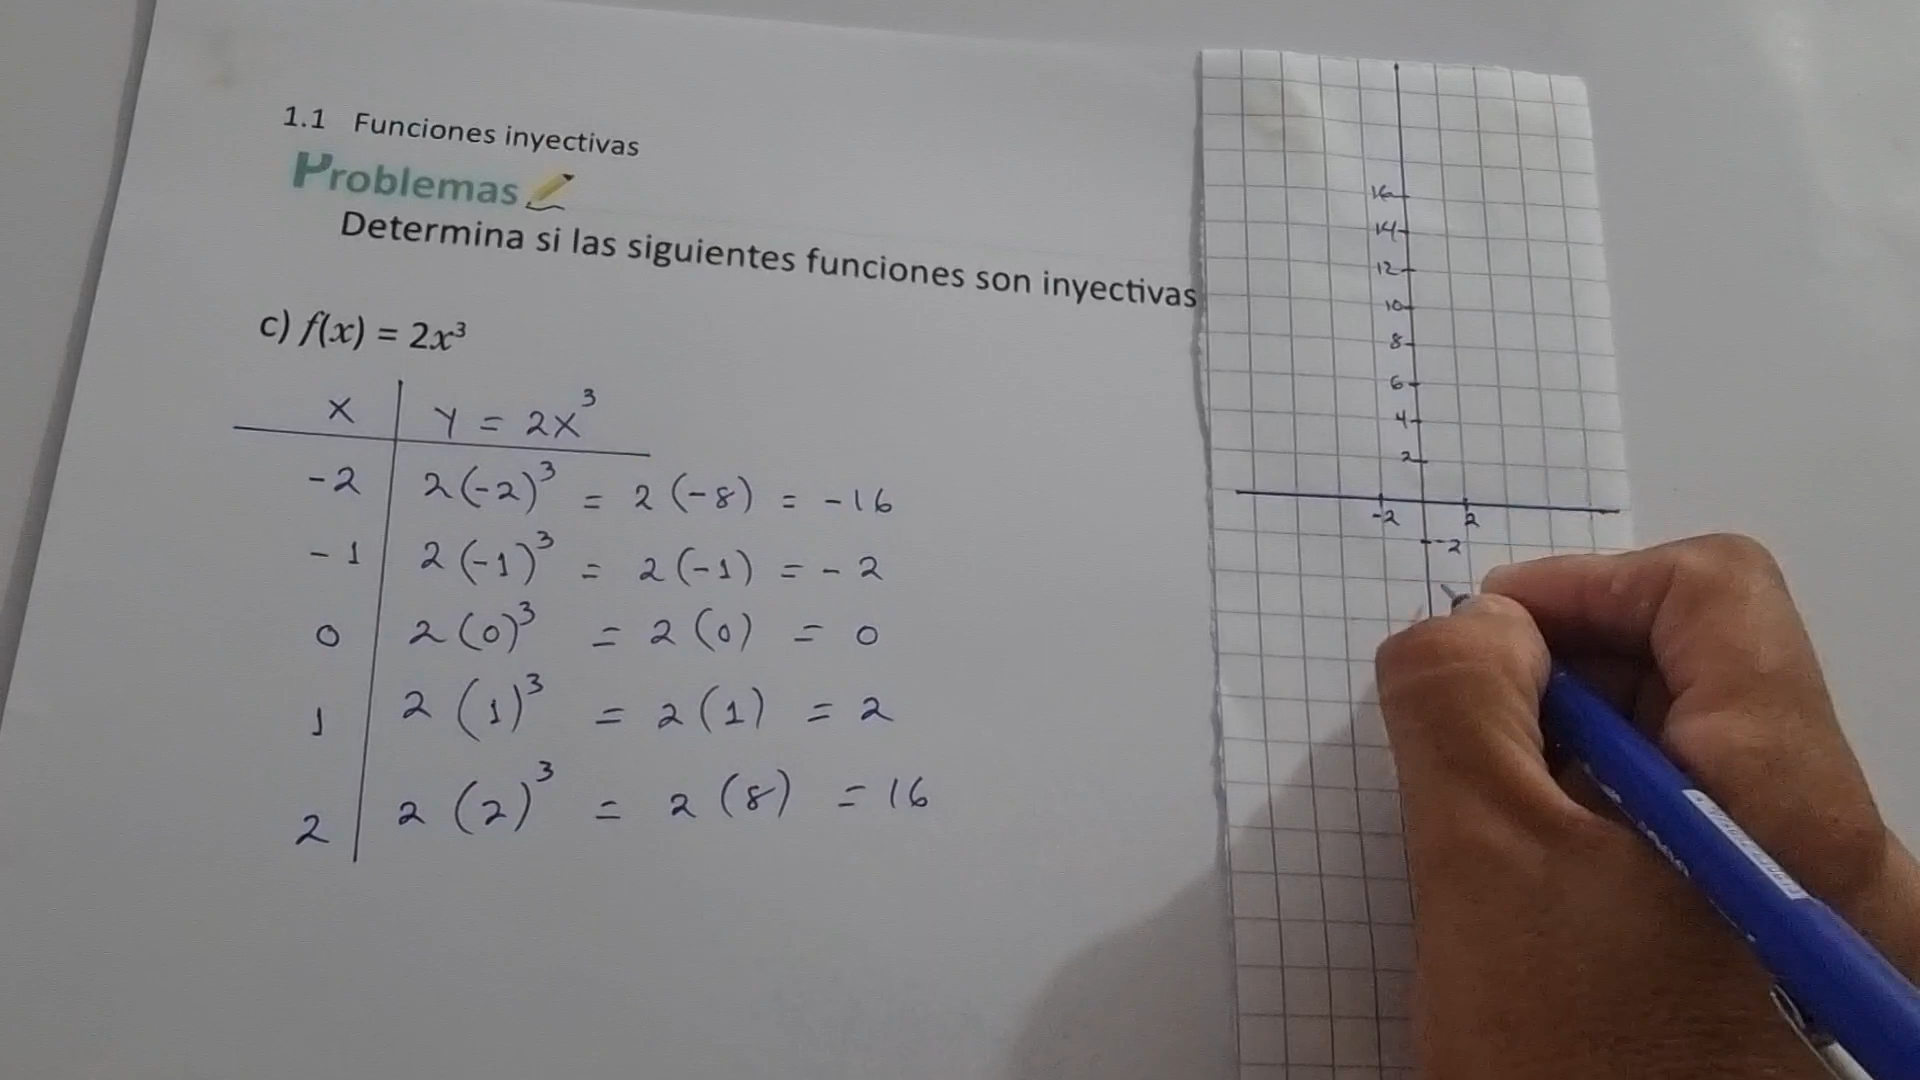 1.1 Funciones inyectivas
Problemas
Determina si las siguientes funciones son inyectivas
c) f(x) = 2x³
x | y = 2x³
-2 | 2(-2)³ = 2(-8) = -16
-1 | 2(-1)³ = 2(-1) = -2
0 | 2(0)³ = 2(0) = 0
1 | 2(1)³ = 2(1) = 2
2 | 2(2)³ = 2(8) = 16
16
14
12
10
8
6
4
2
-2 2
-2